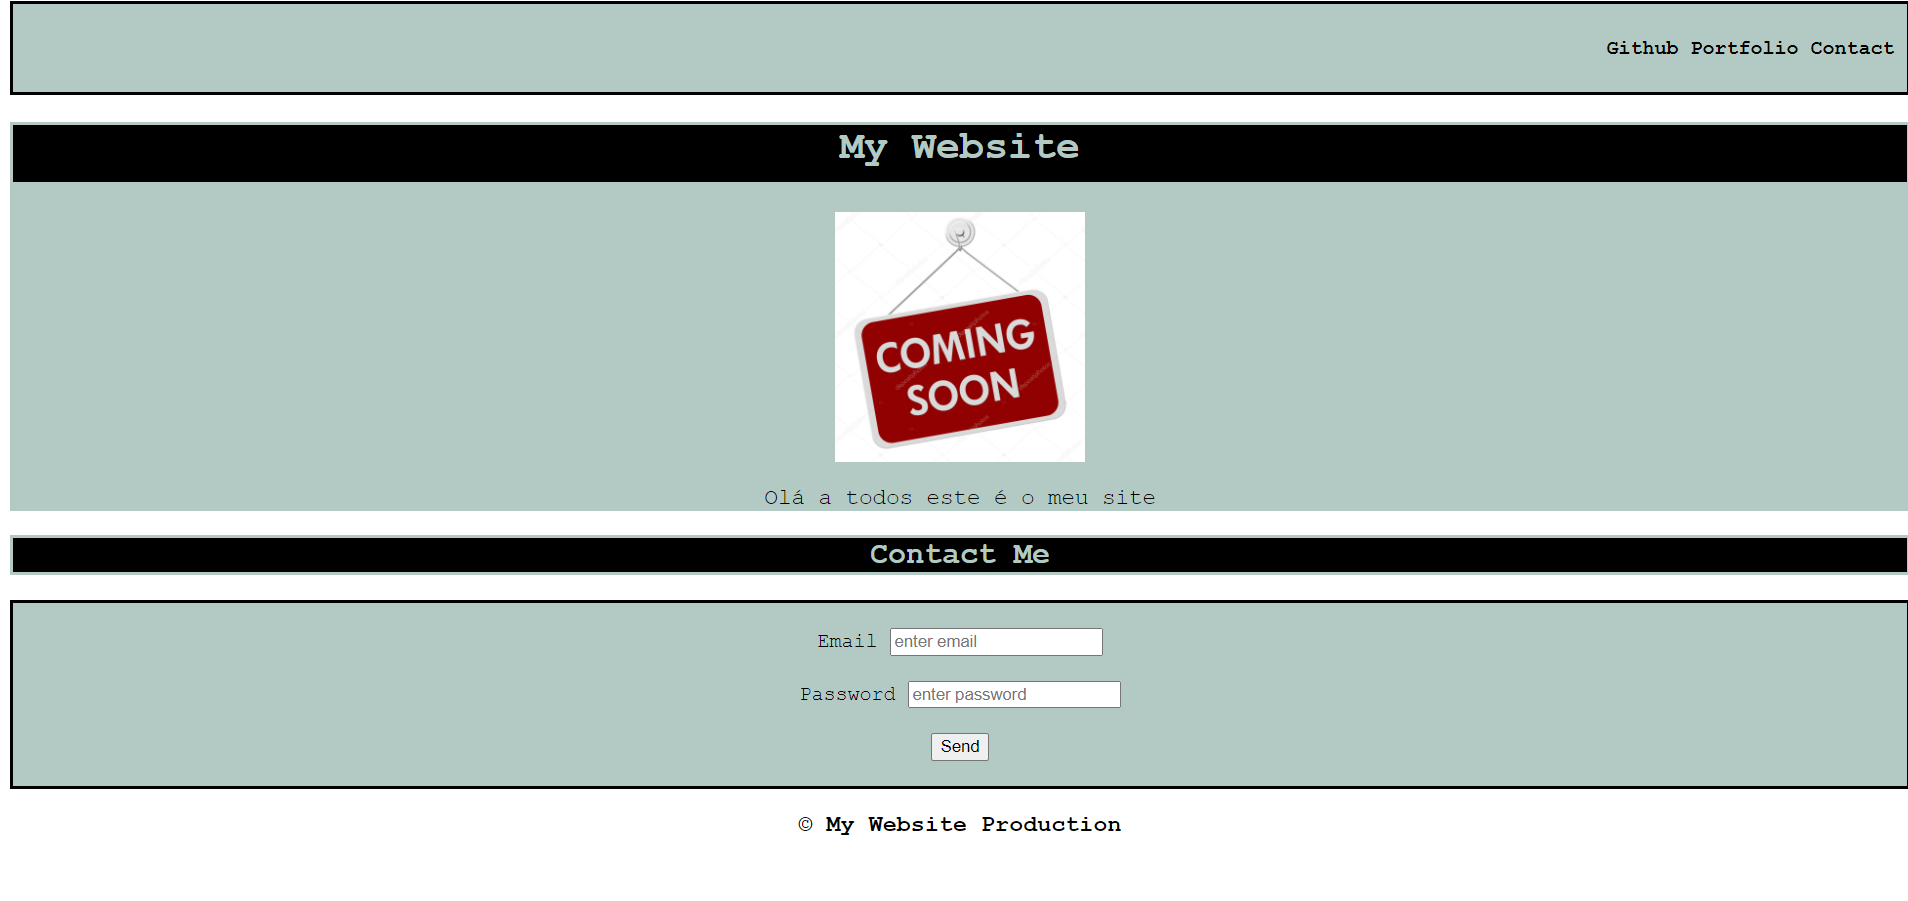 Github Portfolio Contact
My Website
COMING
SOON
Olá a todos este é o meu site
Contact Me
Email enter email
Password enter password
Send
© My Website Production